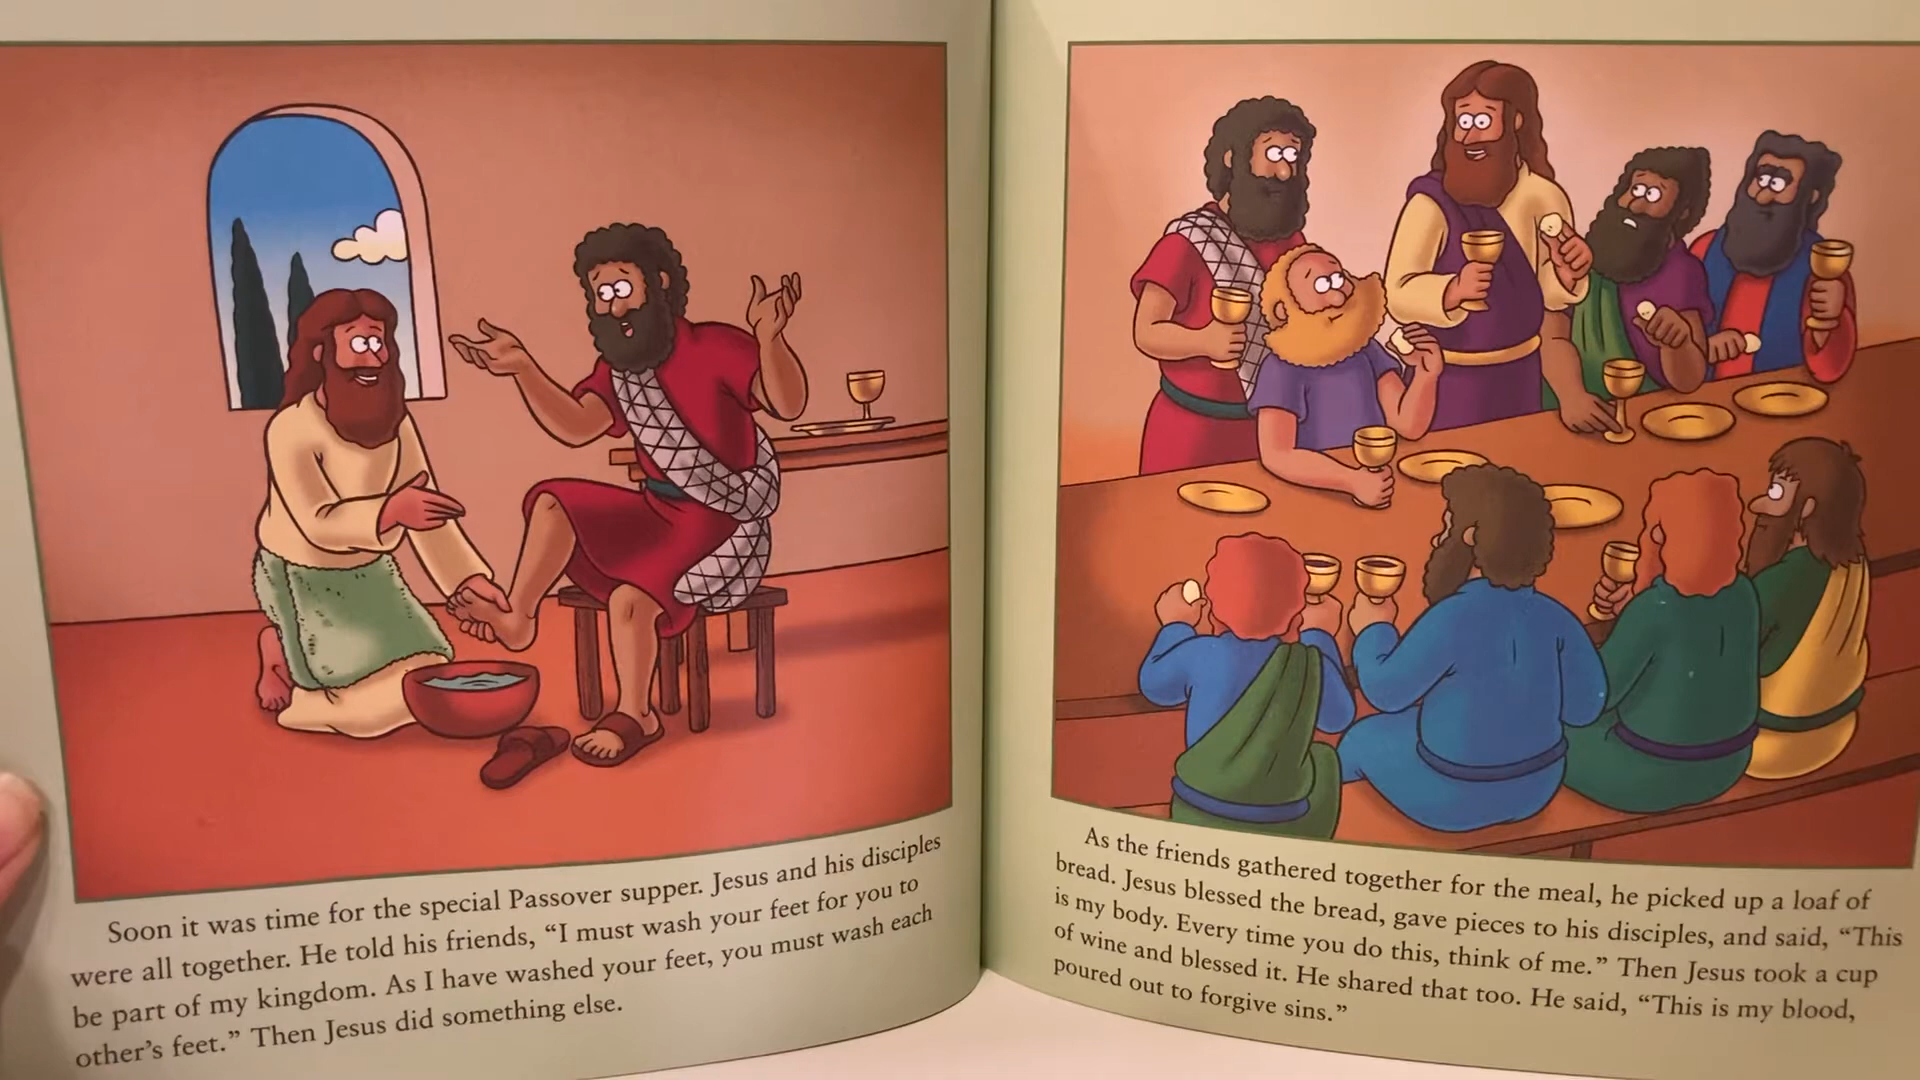 Soon it was time for the special Passover supper. Jesus and his disciples
were all together. He told his friends, “I must wash your feet for you to
be part of my kingdom. As I have washed your feet, you must wash each
other’s feet.” Then Jesus did something else.
As the friends gathered together for the meal, he picked up a loaf of
bread. Jesus blessed the bread, gave pieces to his disciples, and said, “This
is my body. Every time you do this, think of me.” Then Jesus took a cup
of wine and blessed it. He shared that too. He said, “This is my blood,
poured out to forgive sins.”